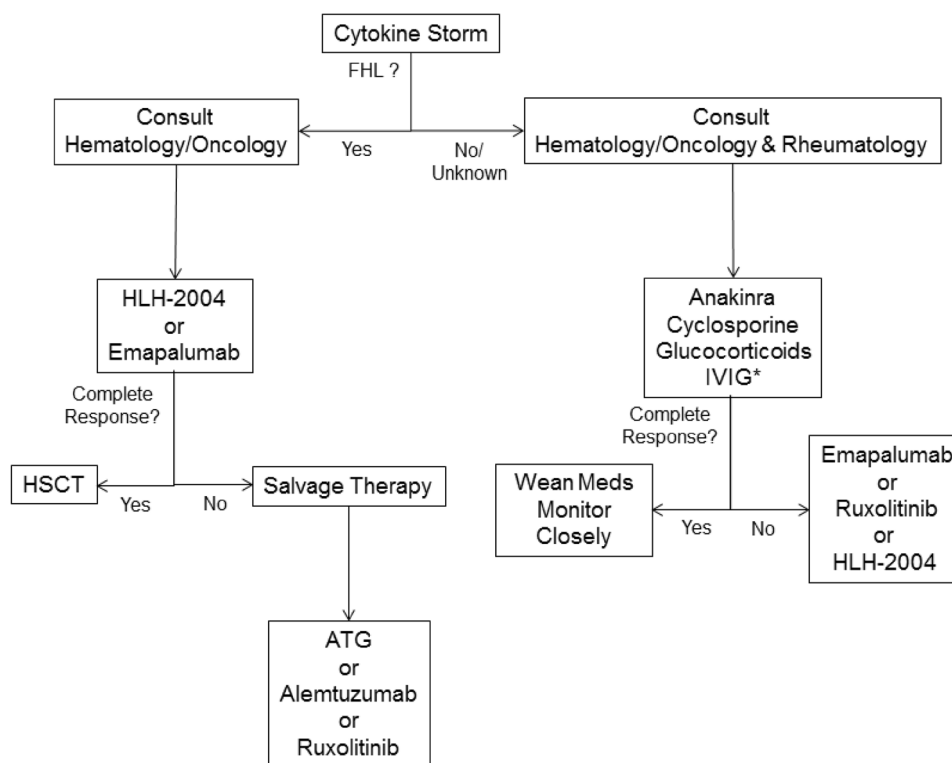 Cytokine Storm
FHL ?
Consult
Hematology/Oncology
Yes
No/
Unknown
Consult
Hematology/Oncology & Rheumatology
HLH-2004
or
Emapalumab
Anakinra
Cyclosporine
Glucocorticoids
IVIG*
Complete
Response?
Complete
Response?
HSCT
Yes
No
Salvage Therapy
Wean Meds
Monitor
Closely
Yes
No
Emapalumab
or
Ruxolitinib
or
HLH-2004
ATG
or
Alemtuzumab
or
Ruxolitinib